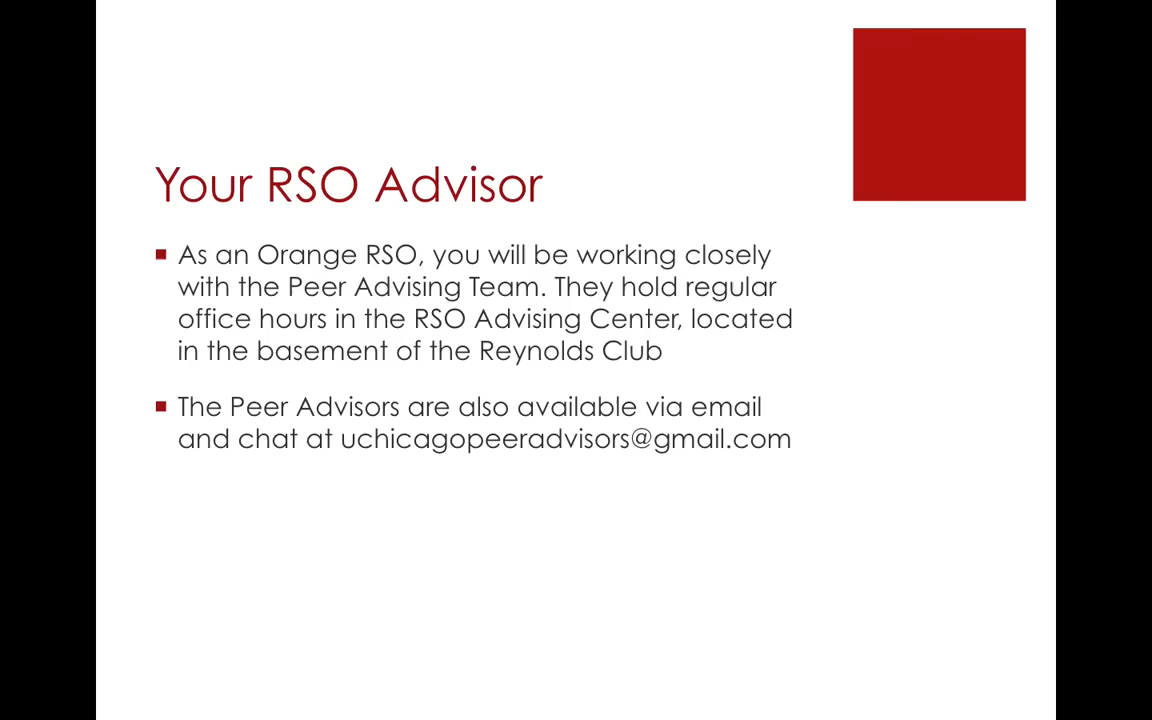 Your RSO Advisor
As an Orange RSO, you will be working closely
with the Peer Advising Team. They hold regular
office hours in the RSO Advising Center, located
in the basement of the Reynolds Club
The Peer Advisors are also available via email
and chat at uchicagopeeradvisors@gmail.com